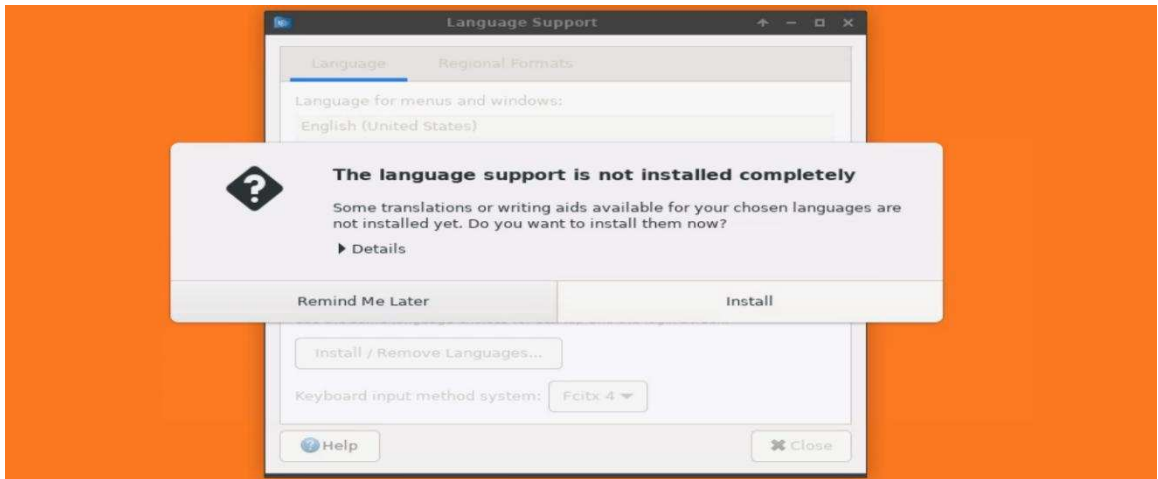 Language Support
Language Regional Formats
Language for menus and windows:
English (United States)
The language support is not installed completely
Some translations or writing aids available for your chosen languages are
not installed yet. Do you want to install them now?
Details
Remind Me Later Install
Install / Remove Languages...
Keyboard input method system: Fcitx 4
Help Close